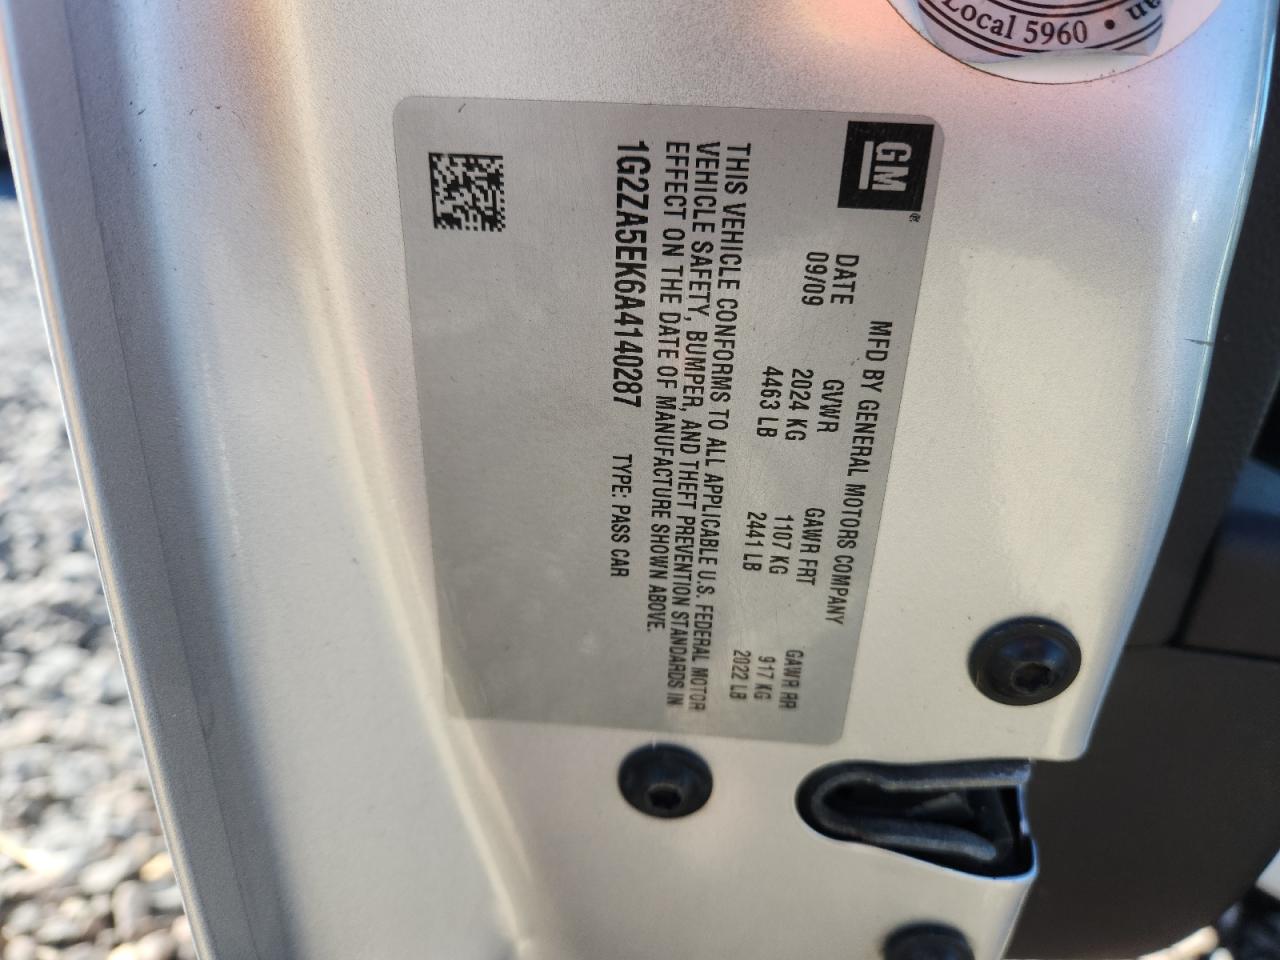 Local 5960 •
GM
®
MFD BY GENERAL MOTORS COMPANY
DATE GVWR GAWR FRT GAWR RR
09/09 2024 KG 1107 KG 917 KG
4463 LB 2441 LB 2022 LB
THIS VEHICLE CONFORMS TO ALL APPLICABLE U.S. FEDERAL MOTOR
VEHICLE SAFETY, BUMPER, AND THEFT PREVENTION STANDARDS IN
EFFECT ON THE DATE OF MANUFACTURE SHOWN ABOVE.
1G2ZA5EK6A4140287 TYPE: PASS CAR